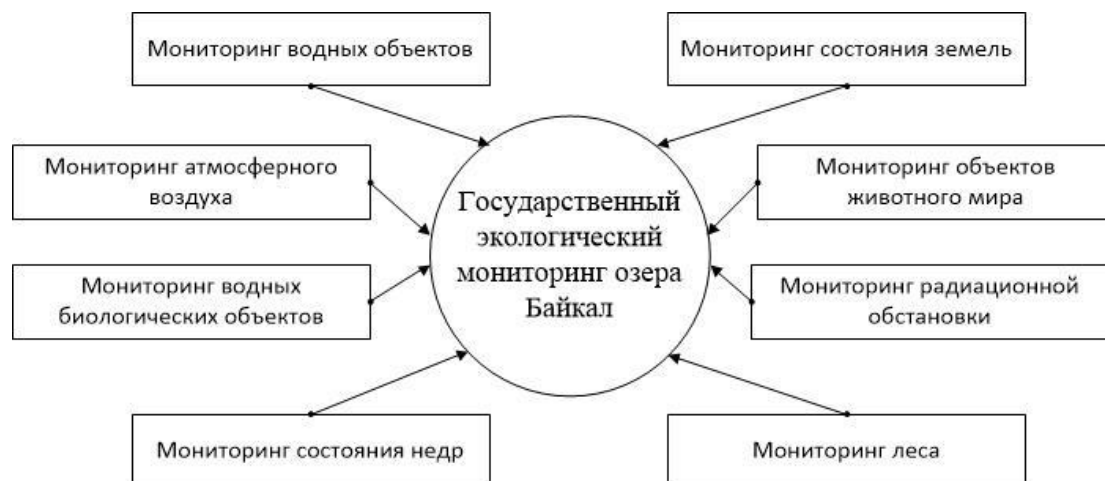 Мониторинг водных объектов
Мониторинг состояния земель
Мониторинг атмосферного
воздуха
Мониторинг объектов
животного мира
Государственный
экологический
мониторинг озера
Байкал
Мониторинг водных
биологических объектов
Мониторинг радиационной
обстановки
Мониторинг состояния недр
Мониторинг леса